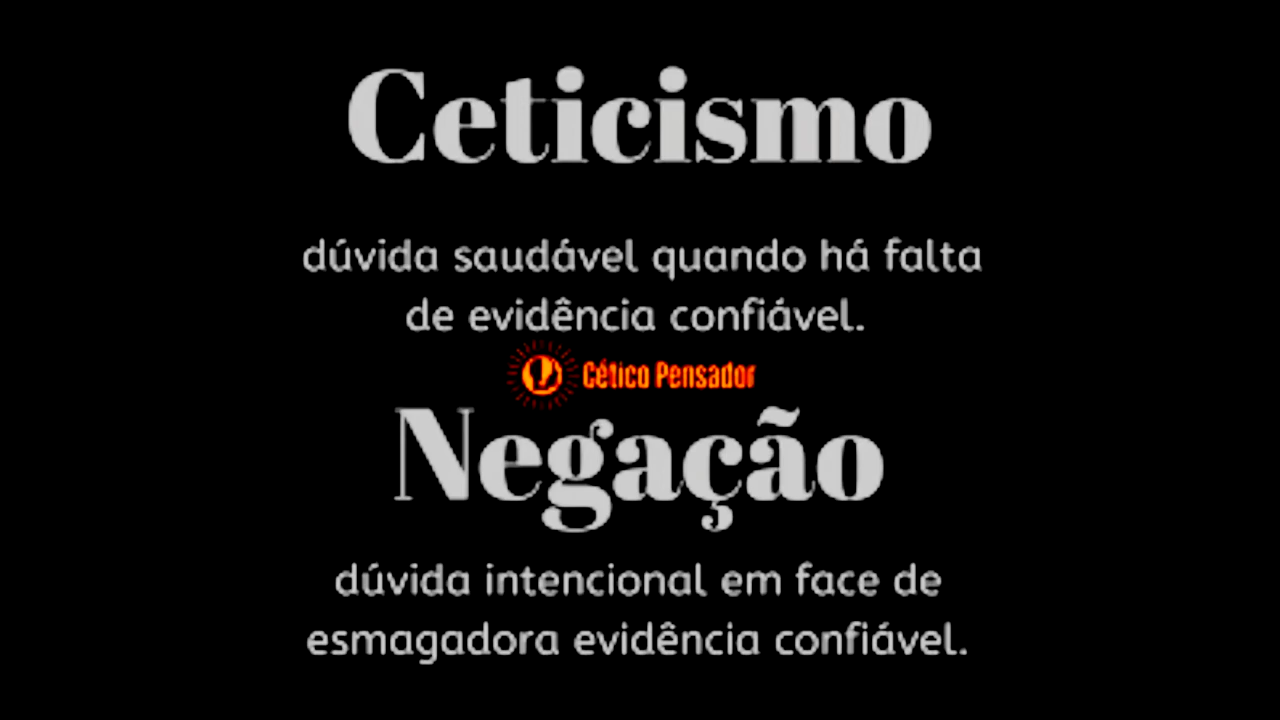 Ceticismo
dúvida saudável quando há falta
de evidência confiável.
Cético Pensador
Negação
dúvida intencional em face de
esmagadora evidência confiável.